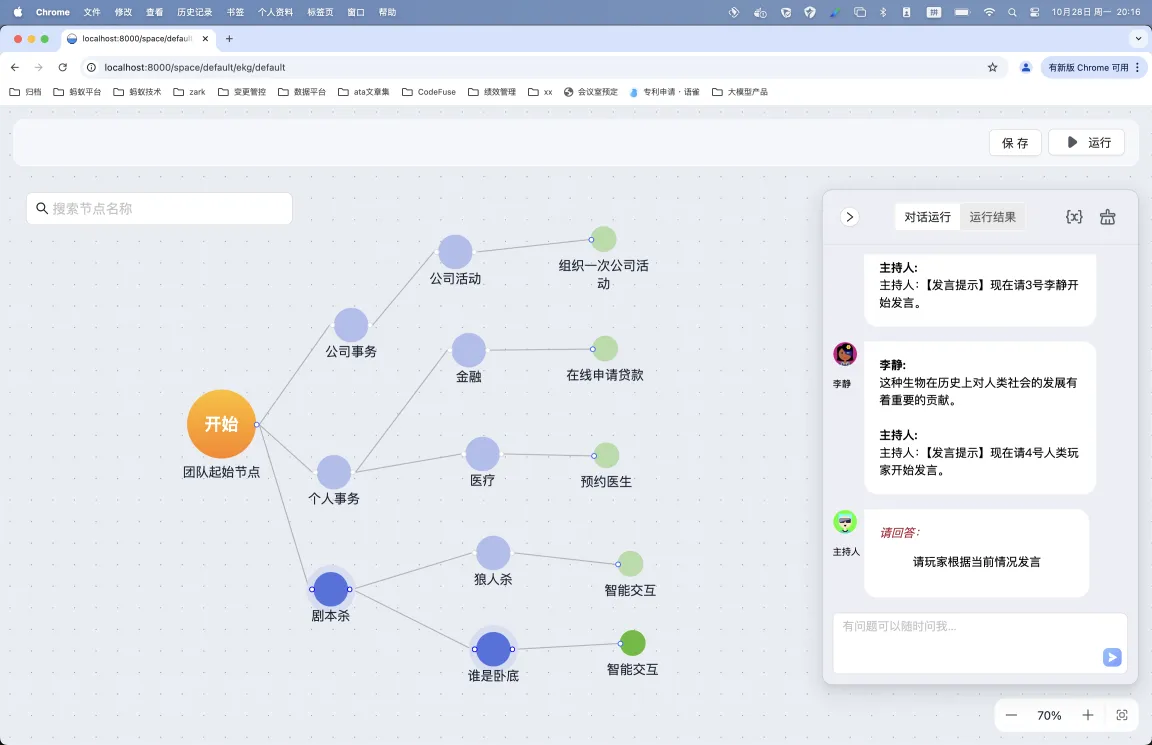 Chrome 文件 修改 查看 历史记录 书签 个人资料 标签页 窗口 帮助 拼 10月28日 周一 20:16
localhost:8000/space/defaul
localhost:8000/space/default/ekg/default
有新版 Chrome 可用
归档 蚂蚁平台 蚂蚁技术 zark 变更管控 数据平台 ata文章集 CodeFuse 绩效管理 xx 会议室预定 专利申请·语雀 大模型产品
保存 运行
搜索节点名称
公司活动
组织一次公司活
动
公司事务
金融
在线申请贷款
开始
团队起始节点
医疗
预约医生
个人事务
狼人杀
智能交互
剧本杀
谁是卧底
智能交互
对话运行 运行结果
{x}
主持人:
主持人:【发言提示】现在请3号李静开
始发言。
李静
李静:
这种生物在历史上对人类社会的发展有
着重要的贡献。
主持人:
主持人:【发言提示】现在请4号人类玩
家开始发言。
主持人
请回答:
请玩家根据当前情况发言
有问题可以随时问我...
70%